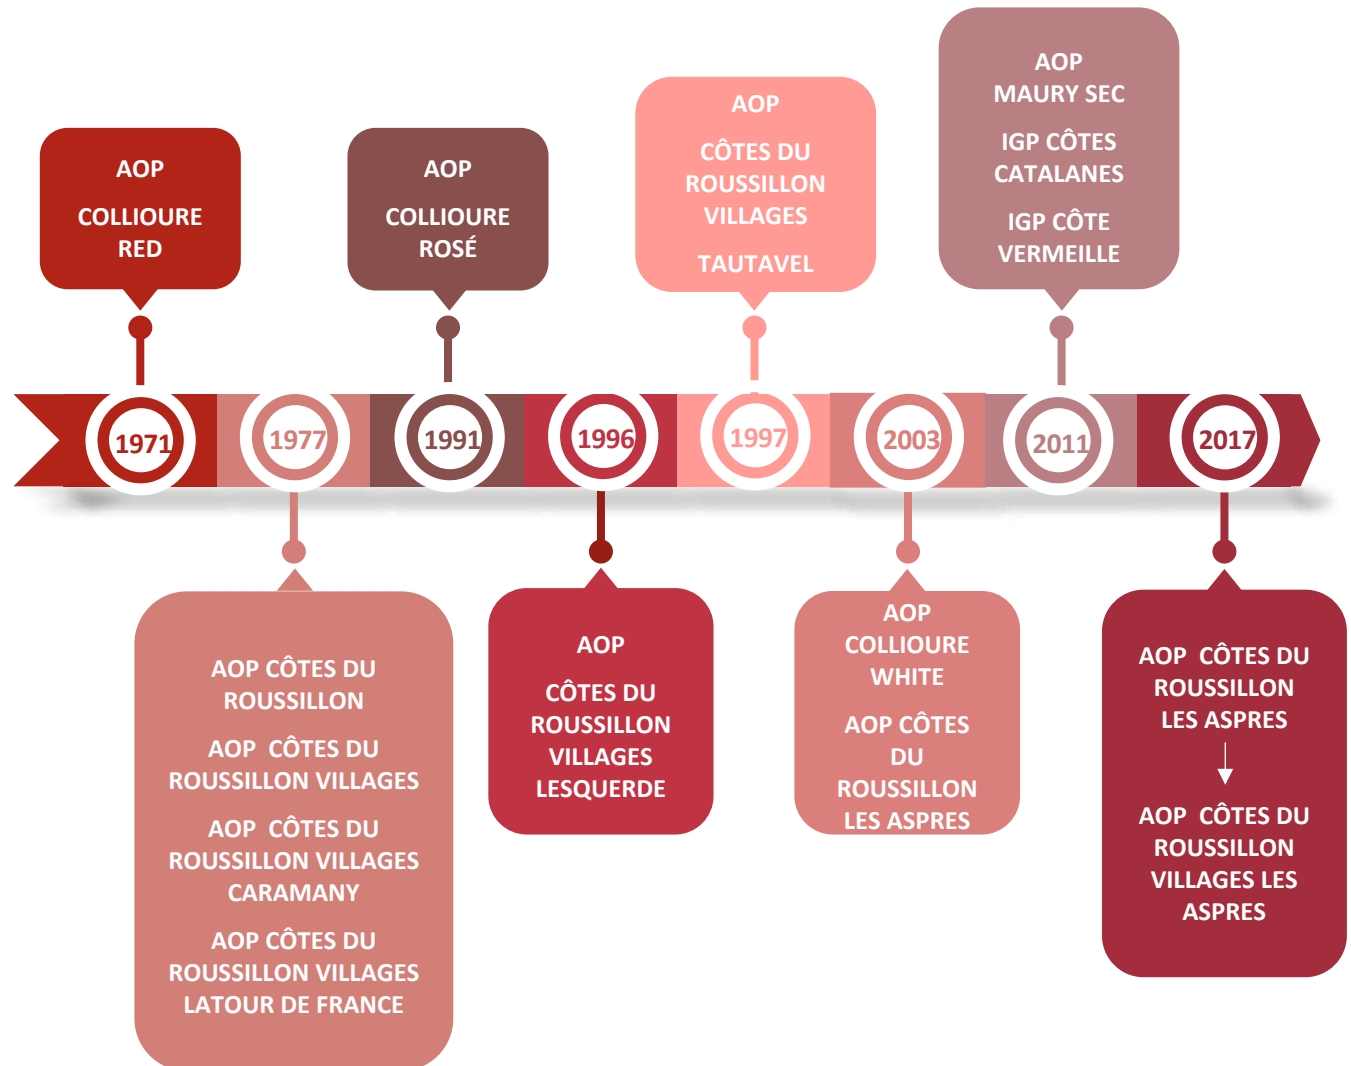 AOP
COLLIOURE
RED
AOP
COLLIOURE
ROSÉ
AOP
CÔTES DU
ROUSSILLON
VILLAGES
TAUTAVEL
AOP
MAURY SEC
IGP CÔTES
CATALANES
IGP CÔTE
VERMEILLE
1971
1977
1991
1996
1997
2003
2011
2017
AOP CÔTES DU
ROUSSILLON
AOP CÔTES DU
ROUSSILLON VILLAGES
AOP CÔTES DU
ROUSSILLON VILLAGES
CARAMANY
AOP CÔTES DU
ROUSSILLON VILLAGES
LATOUR DE FRANCE
AOP
CÔTES DU
ROUSSILLON
VILLAGES
LESQUERDE
AOP
COLLIOURE
WHITE
AOP CÔTES
DU
ROUSSILLON
LES ASPRES
AOP CÔTES DU
ROUSSILLON
LES ASPRES
AOP CÔTES DU
ROUSSILLON
VILLAGES LES
ASPRES